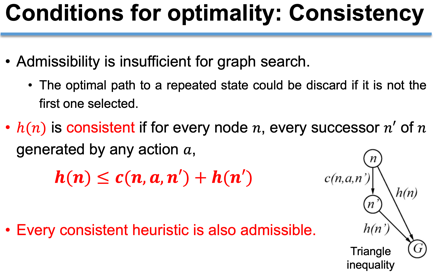 Conditions for optimality: Consistency
• Admissibility is insufficient for graph search.
• The optimal path to a repeated state could be discard if it is not the
first one selected.
• h(n) is consistent if for every node n, every successor n′ of n
generated by any action a,
h(n) ≤ c(n, a, n′) + h(n′)
• Every consistent heuristic is also admissible.
n
c(n,a,n')
h(n)
n'
h(n')
G
Triangle
inequality